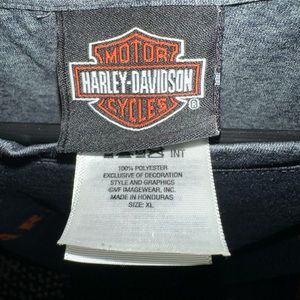 MOTOR
HARLEY-DAVIDSON
CYCLES
®
INT
100% POLYESTER
EXCLUSIVE OF DECORATION
STYLE AND GRAPHICS
©VF IMAGEWEAR, INC.
MADE IN HONDURAS
SIZE: XL